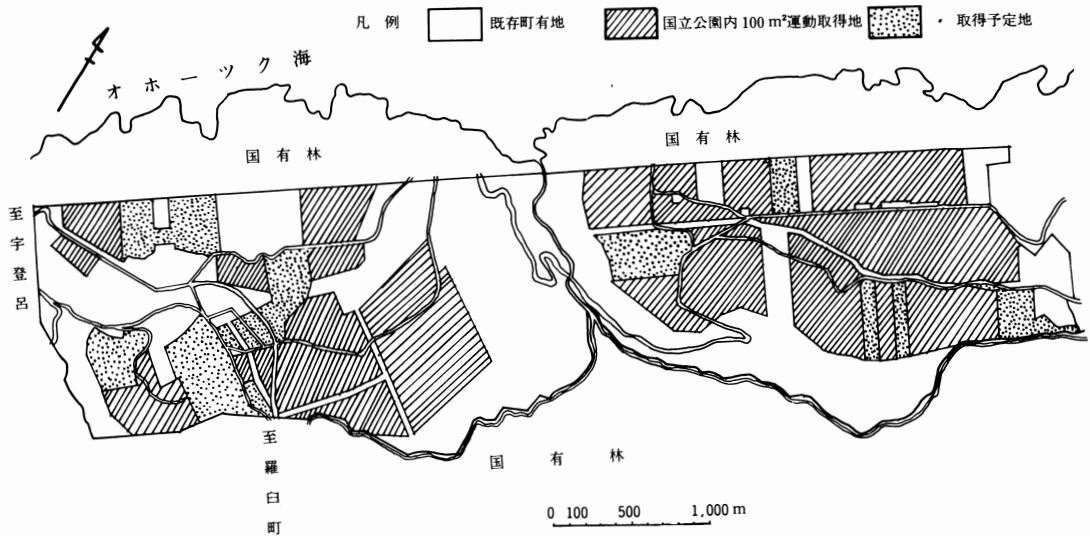 凡例 既存町有地 国立公園内100m²運動取得地 取得予定地
オホーツク海
国有林
国有林
至宇登呂
国有林
至羅臼町
0 100 500 1,000 m